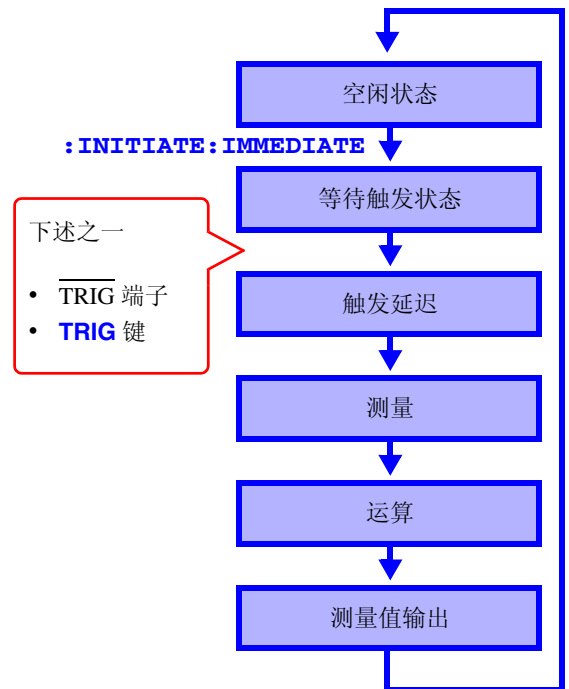 空闲状态
:INITIATE:IMMEDIATE
等待触发状态
下述之一
• TRIG 端子
• TRIG 键
触发延迟
测量
运算
测量值输出